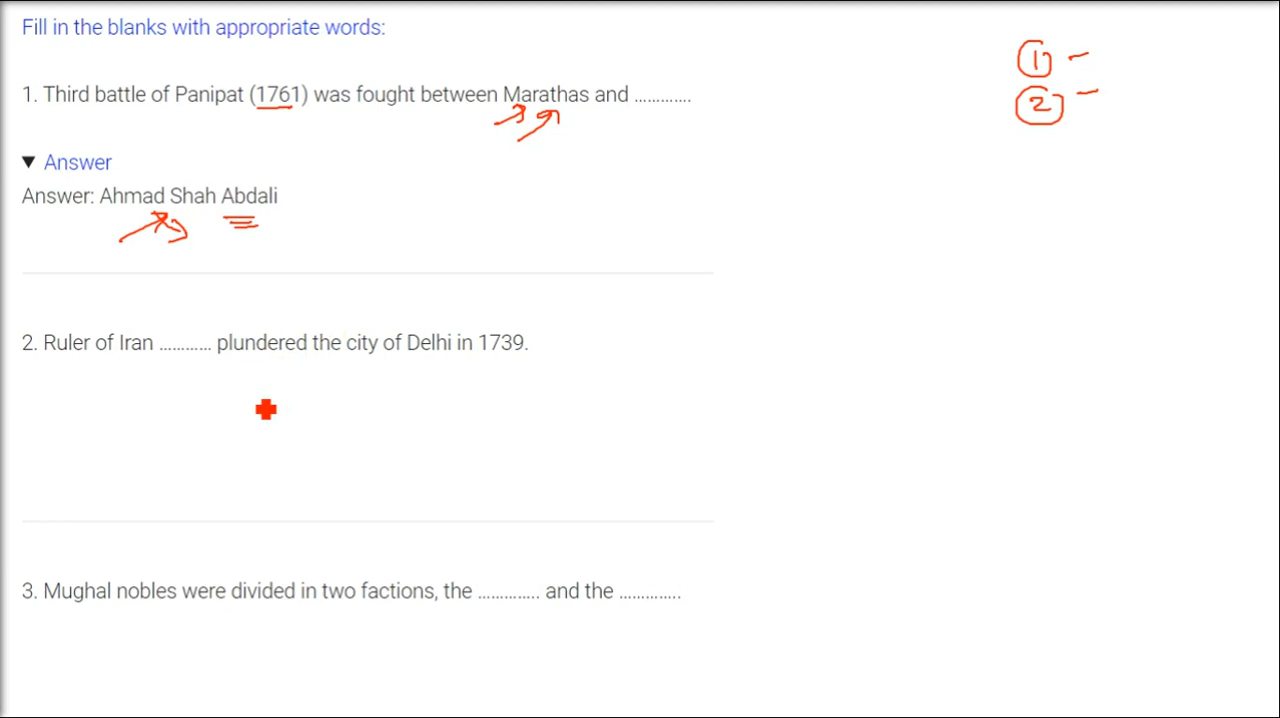 Fill in the blanks with appropriate words:
1 -
2 -
1. Third battle of Panipat (1761) was fought between Marathas and .............
Answer
Answer: Ahmad Shah Abdali
2. Ruler of Iran ............ plundered the city of Delhi in 1739.
3. Mughal nobles were divided in two factions, the .............. and the ..............